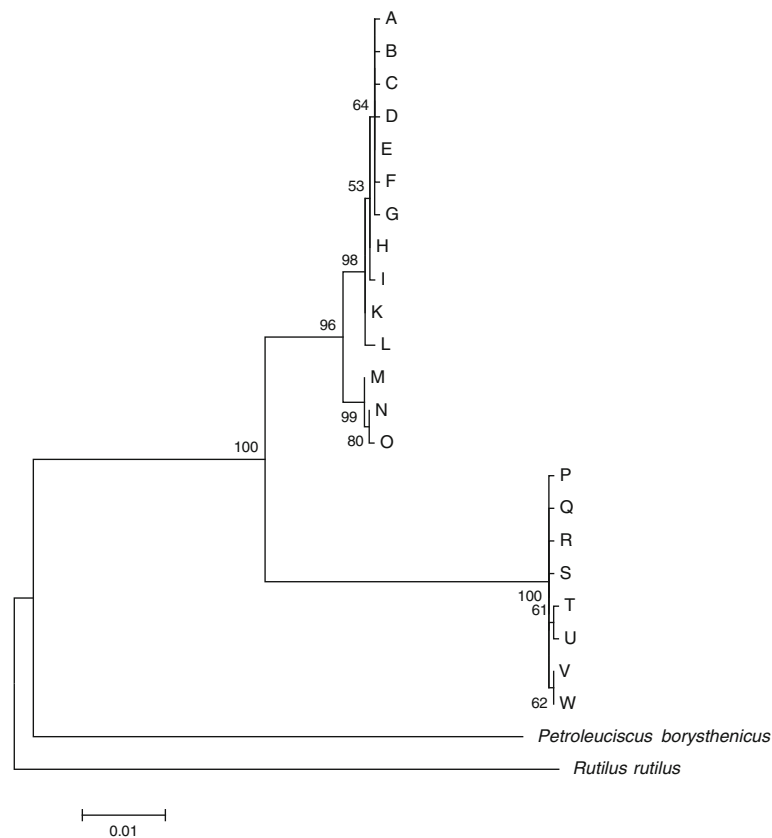 A
B
C
64
D
E
53
F
G
H
98
I
K
96
L
M
99
N
80
O
100
P
Q
R
S
100
61
T
U
V
62
W
Petroleuciscus borysthenicus
Rutilus rutilus
0.01